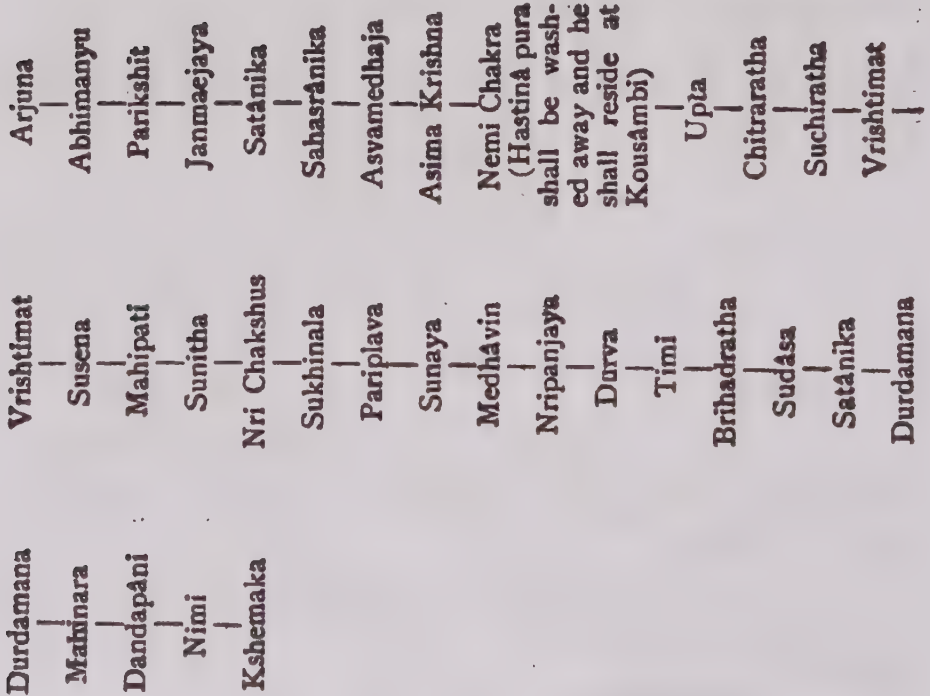 Arjuna
Abhimanyu
Parikshit
Janmaejaya
Satânika
Sahasrânika
Asvamedhaja
Asima Krishna
Nemi Chakra
(Hastinâ pura
shall be wash-
ed away and he
shall reside at
Kousâmbi)
Upta
Chitraratha
Suchiratha
Vrishtimat
Vrishtimat
Susena
Mahipati
Sunitha
Nri Chakshus
Sukhinala
Pariplava
Sunaya
Medhâvin
Nripanjaya
Durva
Timi
Brihadratha
Sudâsa
Satânika
Durdamana
Durdamana
Mahinara
Dandapâni
Nimi
Kshemaka